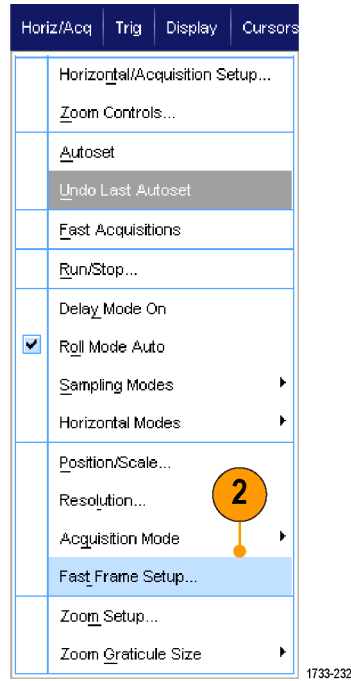 Horiz/Acq Trig Display Cursors
Horizontal/Acquisition Setup...
Zoom Controls...
Autoset
Undo Last Autoset
Fast Acquisitions
Run/Stop...
Delay Mode On
Roll Mode Auto
Sampling Modes
Horizontal Modes
Position/Scale...
Resolution...
2
Acquisition Mode
Fast Frame Setup...
Zoom Setup...
Zoom Graticule Size
1733-232